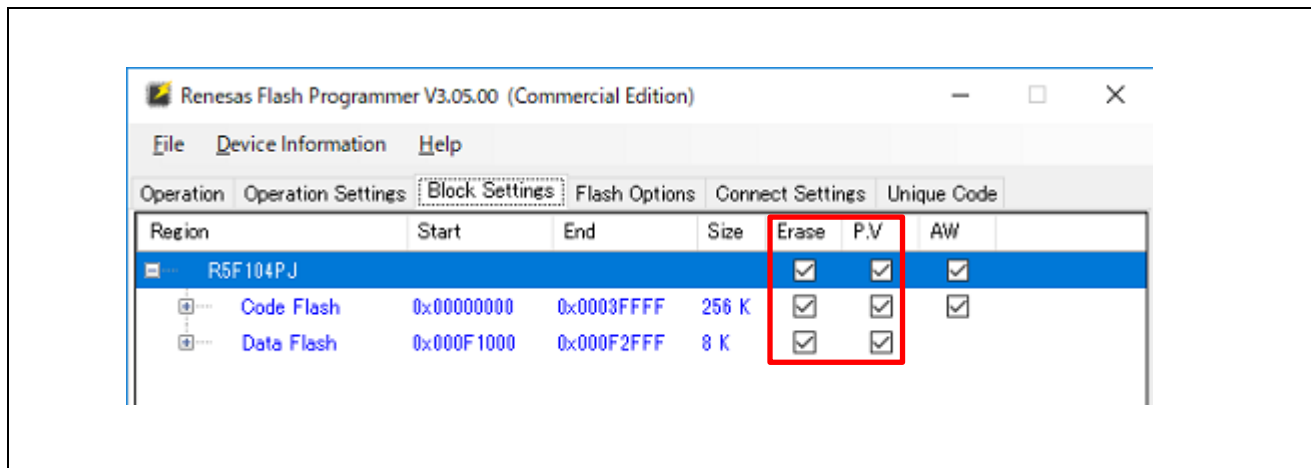 Renesas Flash Programmer V3.05.00 (Commercial Edition)
File Device Information Help
Operation Operation Settings Block Settings Flash Options Connect Settings Unique Code
Region Start End Size Erase P.V AW
R5F104PJ
Code Flash 0x00000000 0x0003FFFF 256 K
Data Flash 0x000F1000 0x000F2FFF 8 K